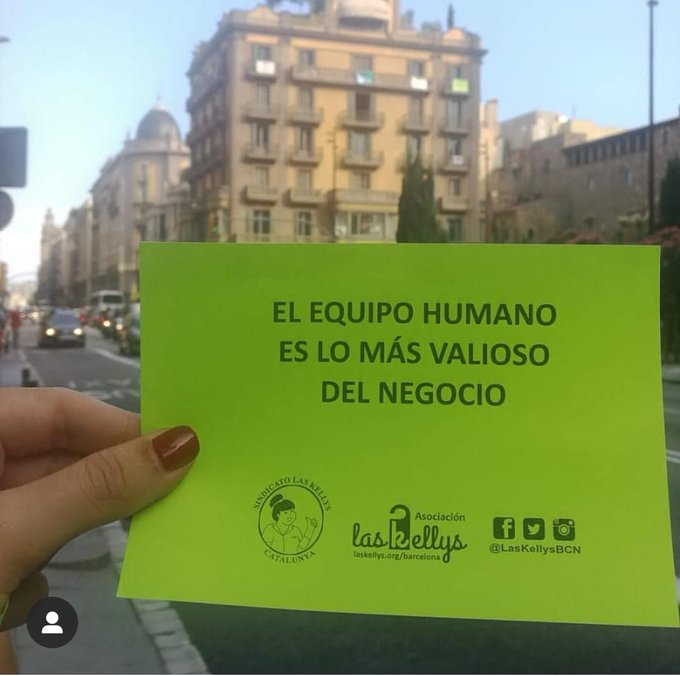 EL EQUIPO HUMANO
ES LO MÁS VALIOSO
DEL NEGOCIO
SINDICATO LAS KELLYS
CATALUNYA
Asociación
las kellys
laskellys.org/barcelona
@LasKellysBCN